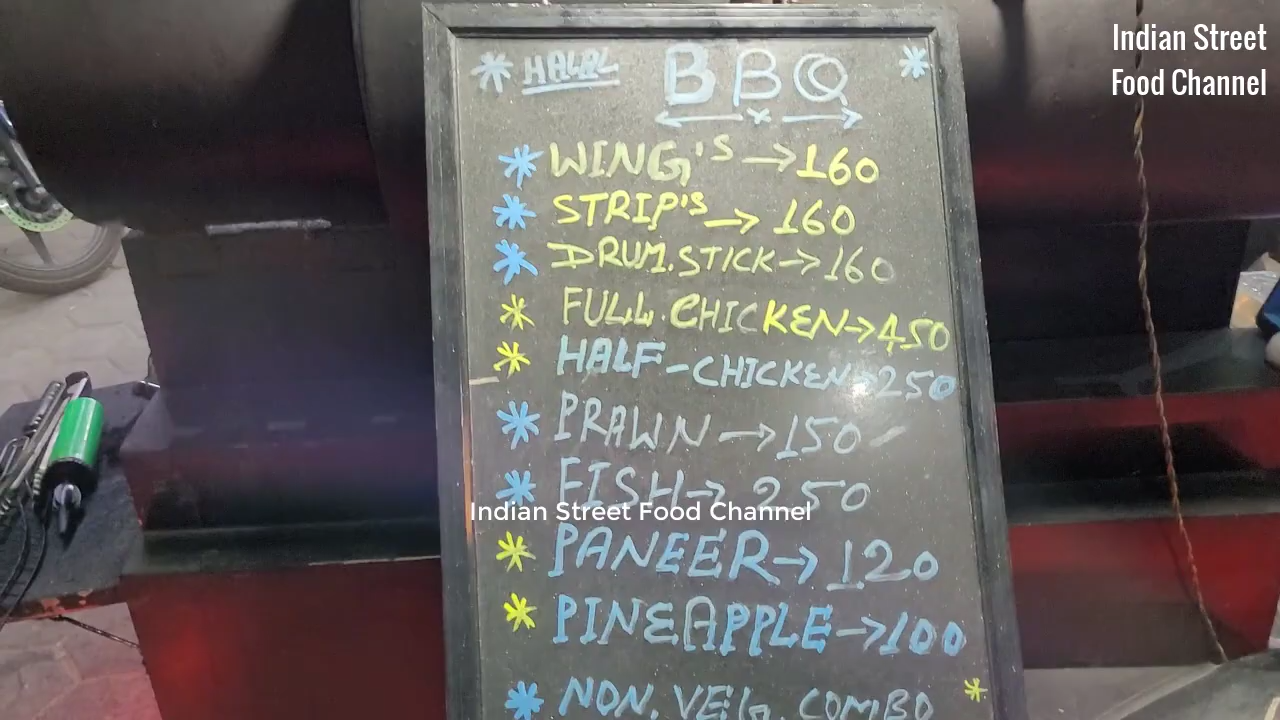 Indian Street
Food Channel
* HALAL BBQ *
← × →
* WING'S → 160
* STRIP'S → 160
* DRUM.STICK → 160
* FULL.CHICKEN → 450
* HALF-CHICKEN → 250
* PRAWN → 150
* FISH → 250
Indian Street Food Channel
* PANEER → 120
* PINEAPPLE → 100
* NON.VEG.COMBO *